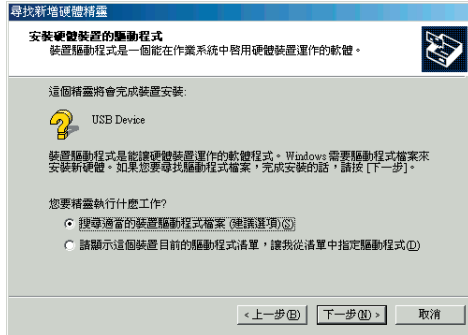 尋找新增硬體精靈
安裝硬體裝置的驅動程式
裝置驅動程式是一個能在作業系統中啓用硬體裝置運作的軟體。
這個精靈將會完成裝置安裝:
USB Device
裝置驅動程式是能讓硬體裝置運作的軟體程式。Windows 需要驅動程式檔案來
安裝新硬體。如果您要尋找驅動程式檔案，完成安裝的話，請按 [下一步]。
您要精靈執行什麼工作?
搜尋適當的裝置驅動程式檔案 (建議選項)(S)
請顯示這個裝置目前的驅動程式清單，讓我從清單中指定驅動程式(D)
<上一步(B) 下一步(N)> 取消